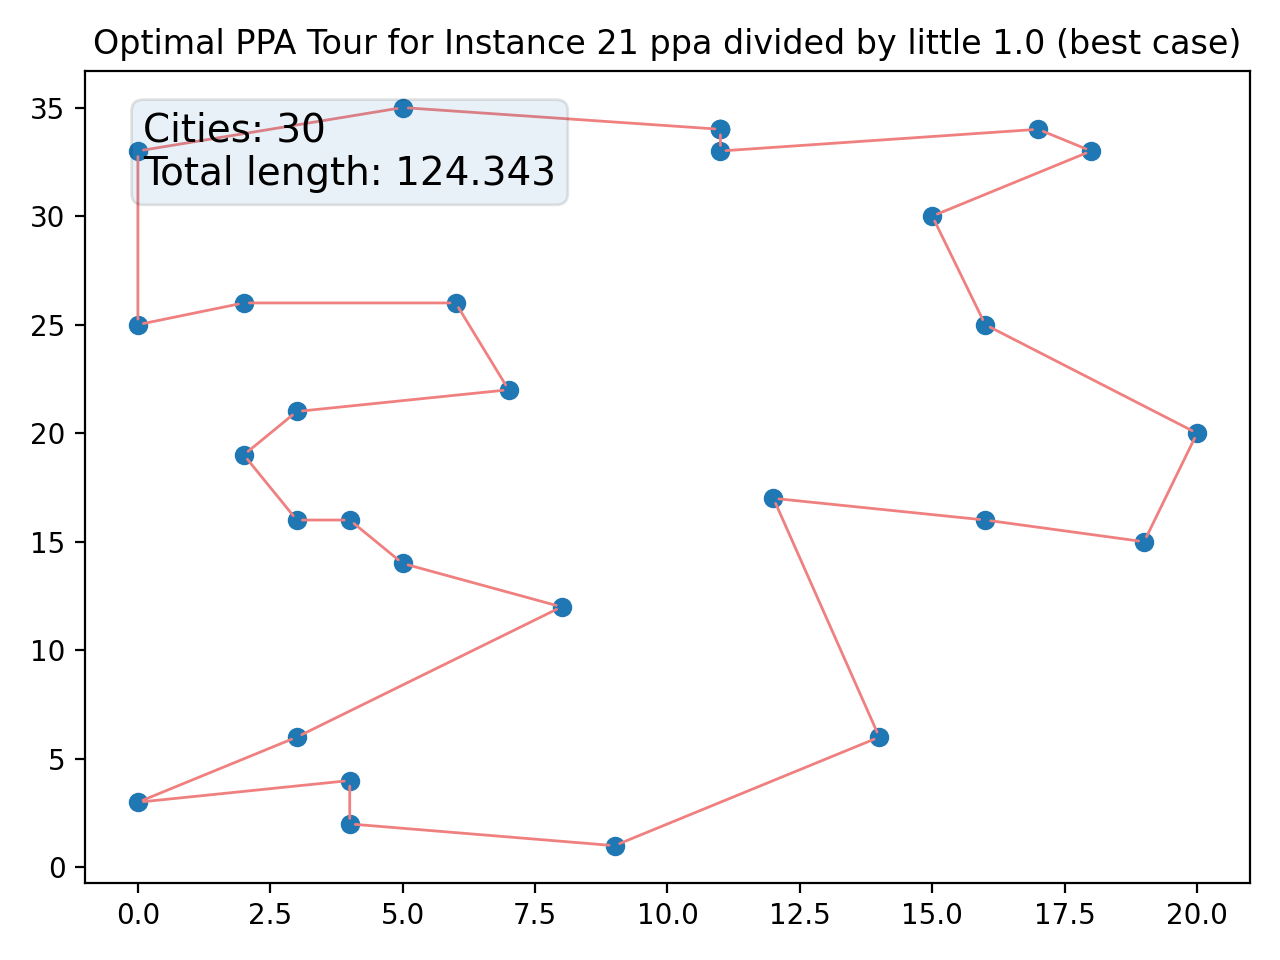 Optimal PPA Tour for Instance 21 ppa divided by little 1.0 (best case)
Cities: 30
Total length: 124.343
35
30
25
20
15
10
5
0
0.0 2.5 5.0 7.5 10.0 12.5 15.0 17.5 20.0